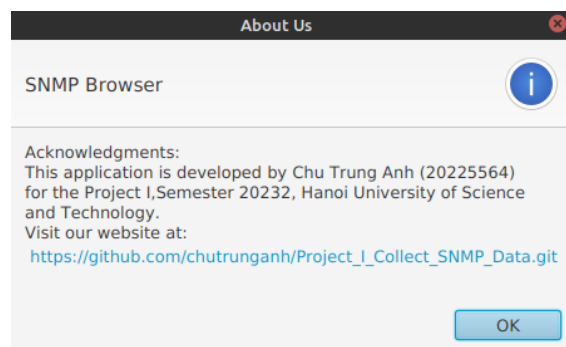 About Us
SNMP Browser
i
Acknowledgments:
This application is developed by Chu Trung Anh (20225564)
for the Project I,Semester 20232, Hanoi University of Science
and Technology.
Visit our website at:
https://github.com/chutrunganh/Project_I_Collect_SNMP_Data.git
OK